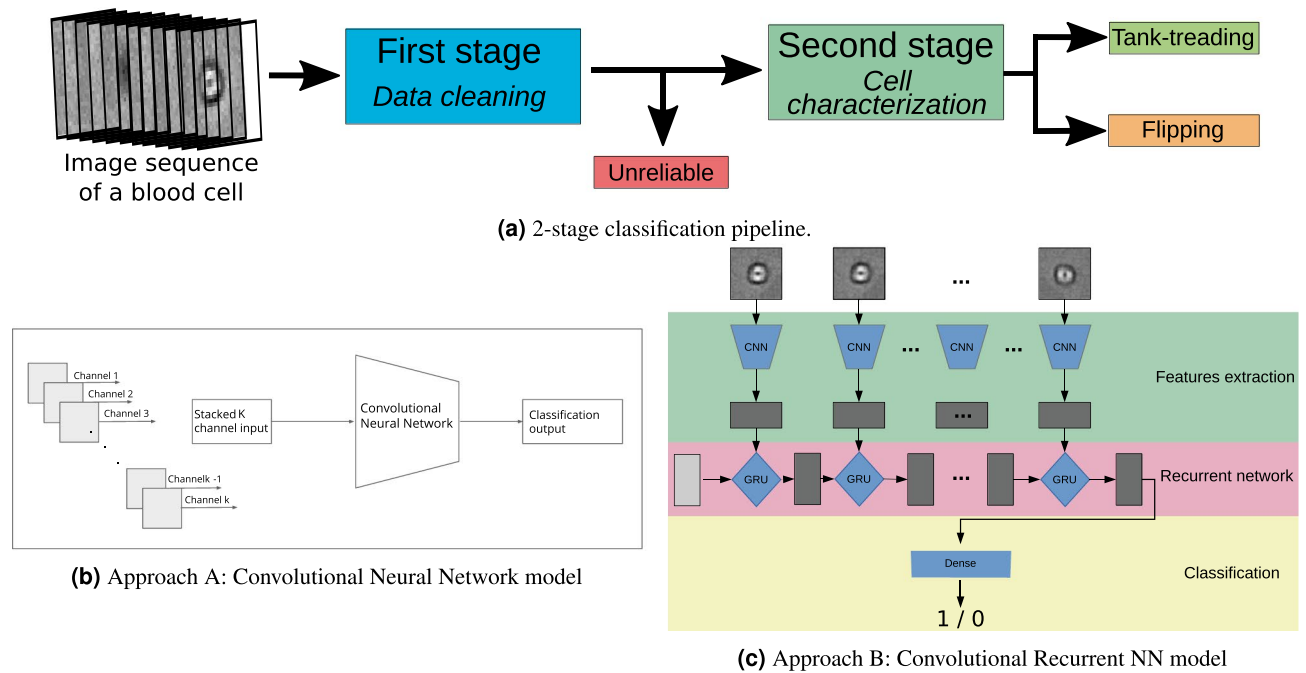 First stage
Data cleaning
Second stage
Cell
characterization
Tank-treading
Flipping
Unreliable
Image sequence
of a blood cell
(a) 2-stage classification pipeline.
Channel 1
Channel 2
Channel 3
Stacked K
channel input
Convolutional
Neural Network
Classification
output
Channelk -1
Channel k
(b) Approach A: Convolutional Neural Network model
...
CNN
CNN
...
CNN
...
CNN
Features extraction
...
GRU
GRU
...
GRU
Recurrent network
Dense
Classification
1 / 0
(c) Approach B: Convolutional Recurrent NN model